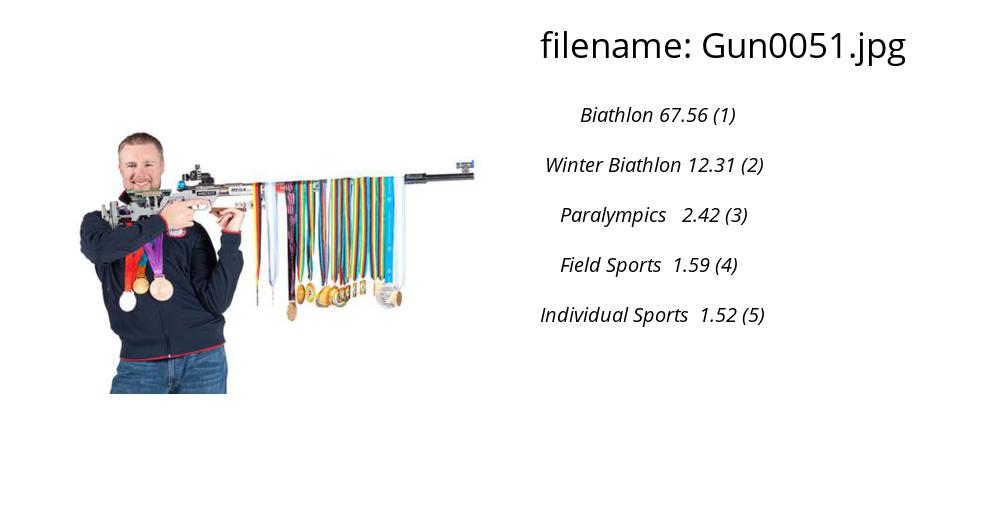 filename: Gun0051.jpg
Biathlon 67.56 (1)
Winter Biathlon 12.31 (2)
Paralympics 2.42 (3)
Field Sports 1.59 (4)
Individual Sports 1.52 (5)
MEGA